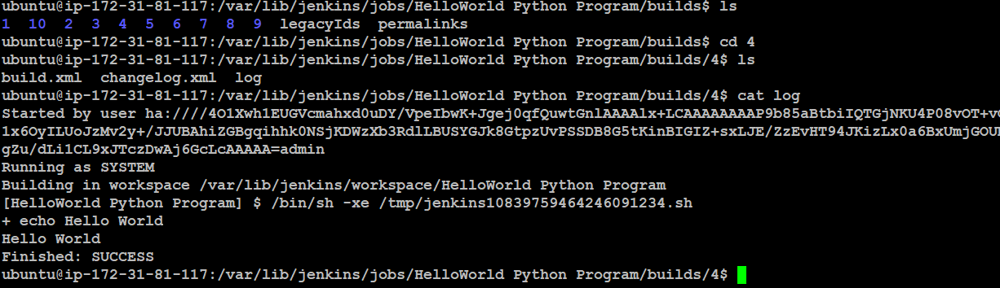 ubuntu@ip-172-31-81-117:/var/lib/jenkins/jobs/HelloWorld Python Program/builds$ ls
1  10  2  3  4  5  6  7  8  9  legacyIds  permalinks
ubuntu@ip-172-31-81-117:/var/lib/jenkins/jobs/HelloWorld Python Program/builds$ cd 4
ubuntu@ip-172-31-81-117:/var/lib/jenkins/jobs/HelloWorld Python Program/builds/4$ ls
build.xml  changelog.xml  log
ubuntu@ip-172-31-81-117:/var/lib/jenkins/jobs/HelloWorld Python Program/builds/4$ cat log
Started by user ha:////4O1Xwh1EUGVcmahxd0uDY/VpeIbwK+Jgej0qfQuwtGnlAAAAlx+LCAAAAAAAAP9b85aBtbiIQTGjNKU4P08vOT+v
1x6OyILUoJzMv2y+/JJUBAhiZGBgqihhk0NSjKDWzXb3RdlLBUSYGJk8GtpzUvPSSDB8G5tKinBIGIZ+sxLJE/ZzEvHT94JKizLx0a6BxUmjGOU
gZu/dLi1CL9xJTczDwAj6GcLcAAAAA=admin
Running as SYSTEM
Building in workspace /var/lib/jenkins/workspace/HelloWorld Python Program
[HelloWorld Python Program] $ /bin/sh -xe /tmp/jenkins10839759464246091234.sh
+ echo Hello World
Hello World
Finished: SUCCESS
ubuntu@ip-172-31-81-117:/var/lib/jenkins/jobs/HelloWorld Python Program/builds/4$